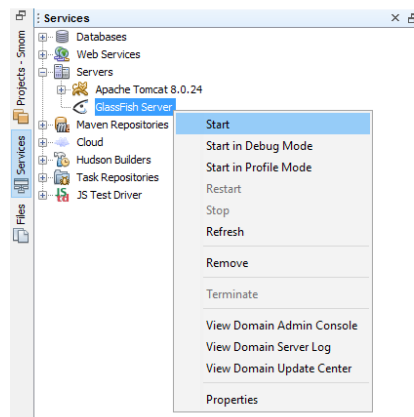 Services
Projects - Smom
Services
Files
Databases
Web Services
Servers
Apache Tomcat 8.0.24
GlassFish Server
Maven Repositories
Cloud
Hudson Builders
Task Repositories
JS Test Driver
Start
Start in Debug Mode
Start in Profile Mode
Restart
Stop
Refresh
Remove
Terminate
View Domain Admin Console
View Domain Server Log
View Domain Update Center
Properties